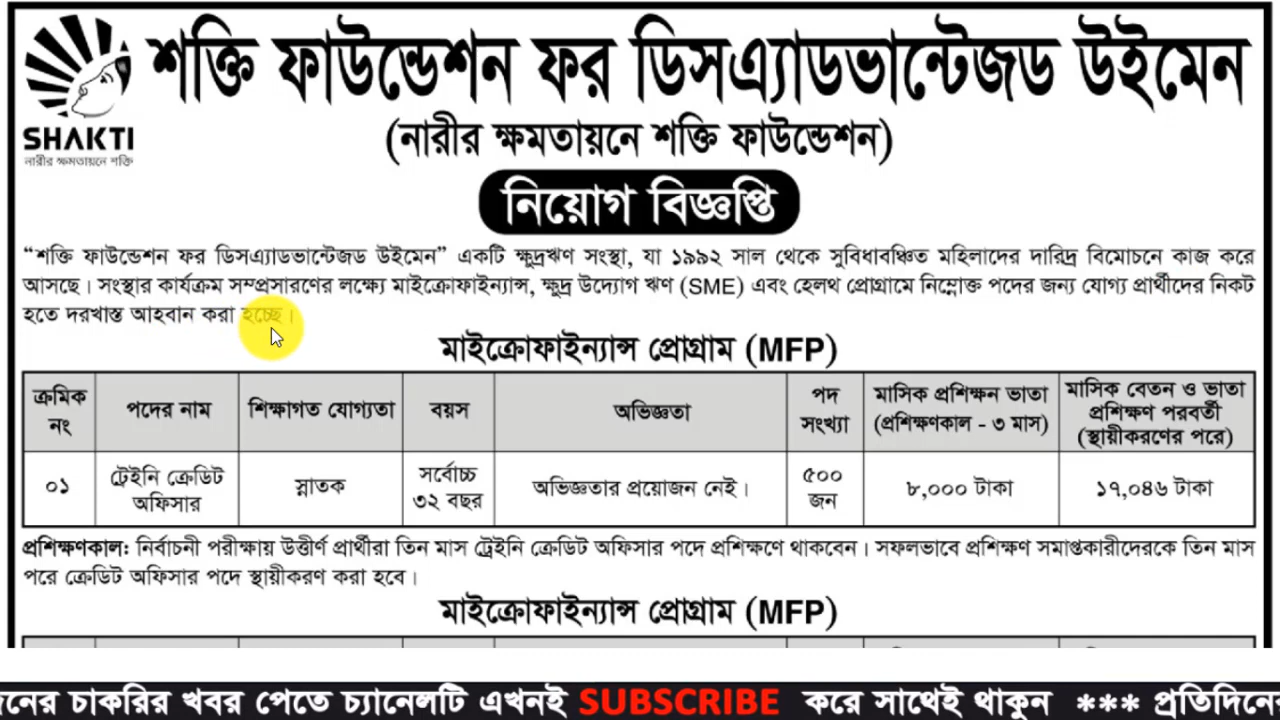 শক্তি ফাউন্ডেশন ফর ডিসএ্যাডভান্টেজড উইমেন
SHAKTI
নারীর ক্ষমতায়নে শক্তি
(নারীর ক্ষমতায়নে শক্তি ফাউন্ডেশন)
নিয়োগ বিজ্ঞপ্তি
“শক্তি ফাউন্ডেশন ফর ডিসএ্যাডভান্টেজড উইমেন” একটি ক্ষুদ্রঋণ সংস্থা, যা ১৯৯২ সাল থেকে সুবিধাবঞ্চিত মহিলাদের দারিদ্র বিমোচনে কাজ করে
আসছে। সংস্থার কার্যক্রম সম্প্রসারণের লক্ষ্যে মাইক্রোফাইন্যান্স, ক্ষুদ্র উদ্যোগ ঋণ (SME) এবং হেলথ প্রোগ্রামে নিম্নোক্ত পদের জন্য যোগ্য প্রার্থীদের নিকট
হতে দরখাস্ত আহবান করা হচ্ছে।
মাইক্রোফাইন্যান্স প্রোগ্রাম (MFP)
ক্রমিক নং
পদের নাম
শিক্ষাগত যোগ্যতা
বয়স
অভিজ্ঞতা
পদ সংখ্যা
মাসিক প্রশিক্ষন ভাতা
(প্রশিক্ষণকাল - ৩ মাস)
মাসিক বেতন ও ভাতা
প্রশিক্ষণ পরবর্তী
(স্থায়ীকরণের পরে)
০১
ট্রেইনি ক্রেডিট
অফিসার
স্নাতক
সর্বোচ্চ
৩২ বছর
অভিজ্ঞতার প্রয়োজন নেই।
৫০০
জন
৮,০০০ টাকা
১৭,০৪৬ টাকা
প্রশিক্ষণকাল: নির্বাচনী পরীক্ষায় উত্তীর্ণ প্রার্থীরা তিন মাস ট্রেইনি ক্রেডিট অফিসার পদে প্রশিক্ষণে থাকবেন। সফলভাবে প্রশিক্ষণ সমাপ্তকারীদেরকে তিন মাস
পরে ক্রেডিট অফিসার পদে স্থায়ীকরণ করা হবে।
মাইক্রোফাইন্যান্স প্রোগ্রাম (MFP)
চাকরির খবর পেতে চ্যানেলটি এখনই SUBSCRIBE করে সাথেই থাকুন *** প্রতিদিনে